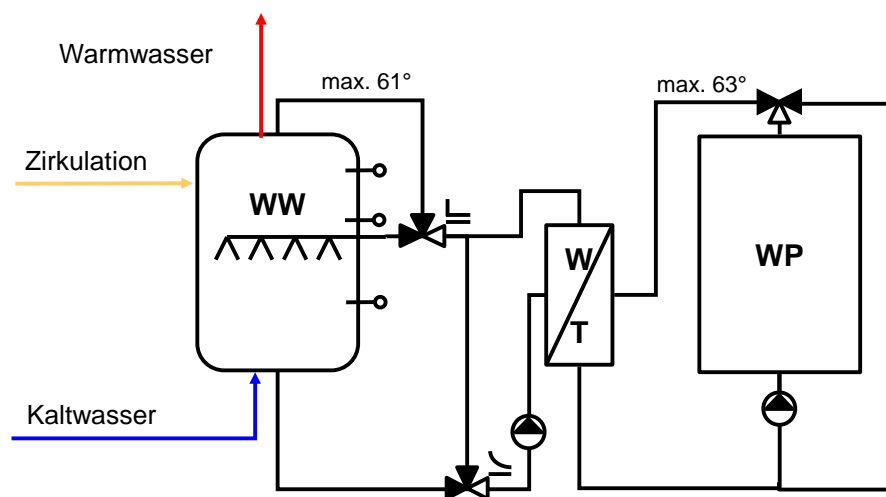 Warmwasser
max. 61°
max. 63°
Zirkulation
WW
WP
W
T
Kaltwasser